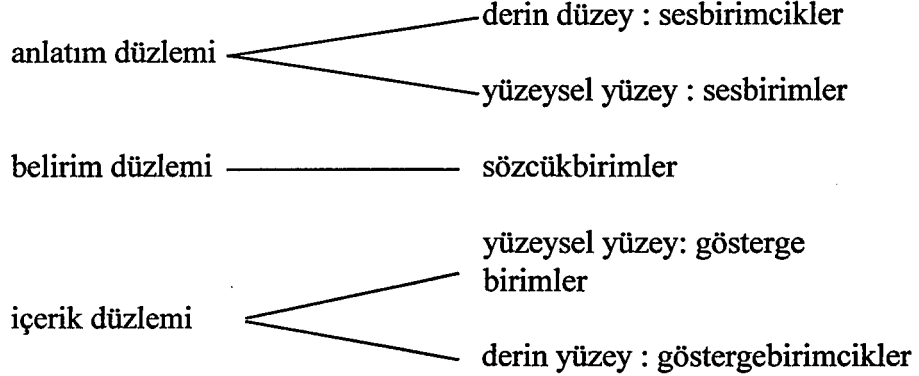 derin düzey : sesbirimcikler
anlatım düzlemi
yüzeysel yüzey : sesbirimler
belirim düzlemi
sözcükbirimler
yüzeysel yüzey: gösterge
birimler
içerik düzlemi
derin yüzey : göstergebirimcikler